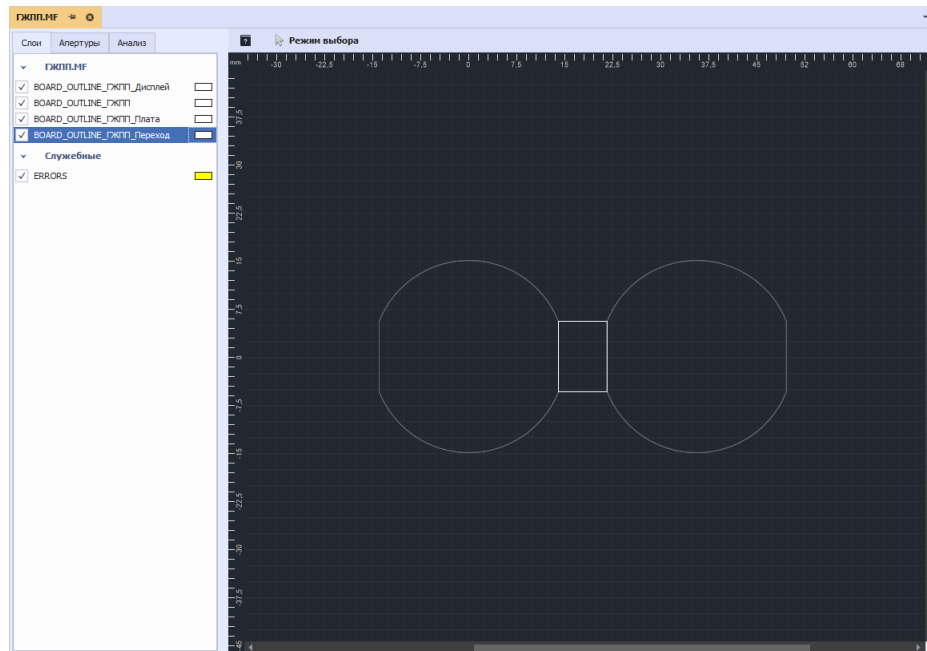 ГЖПП.MF
Слои Апертуры Анализ
? Режим выбора
ГЖПП.MF
BOARD_OUTLINE_ГЖПП_Дисплей
BOARD_OUTLINE_ГЖПП
BOARD_OUTLINE_ГЖПП_Плата
BOARD_OUTLINE_ГЖПП_Переход
Служебные
ERRORS
mm -30 -22,5 -15 -7,5 0 7,5 15 22,5 30 37,5 45 52 60 68
37,5
30
22,5
15
7,5
0
-7,5
-15
-22,5
-30
-37,5
-45